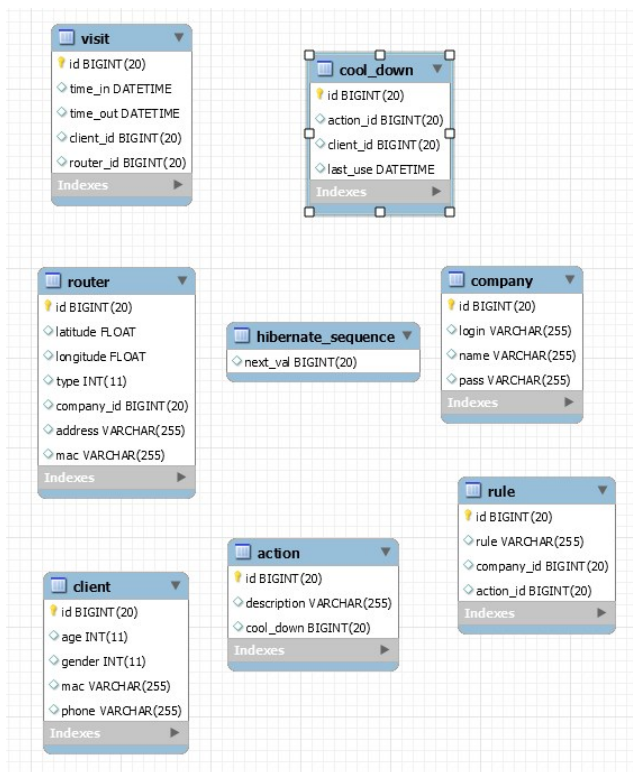 visit
id BIGINT(20)
time_in DATETIME
time_out DATETIME
client_id BIGINT(20)
router_id BIGINT(20)
Indexes
cool_down
id BIGINT(20)
action_id BIGINT(20)
client_id BIGINT(20)
last_use DATETIME
Indexes
router
id BIGINT(20)
latitude FLOAT
longitude FLOAT
type INT(11)
company_id BIGINT(20)
address VARCHAR(255)
mac VARCHAR(255)
Indexes
hibernate_sequence
next_val BIGINT(20)
company
id BIGINT(20)
login VARCHAR(255)
name VARCHAR(255)
pass VARCHAR(255)
Indexes
rule
id BIGINT(20)
rule VARCHAR(255)
company_id BIGINT(20)
action_id BIGINT(20)
Indexes
action
id BIGINT(20)
description VARCHAR(255)
cool_down BIGINT(20)
Indexes
client
id BIGINT(20)
age INT(11)
gender INT(11)
mac VARCHAR(255)
phone VARCHAR(255)
Indexes